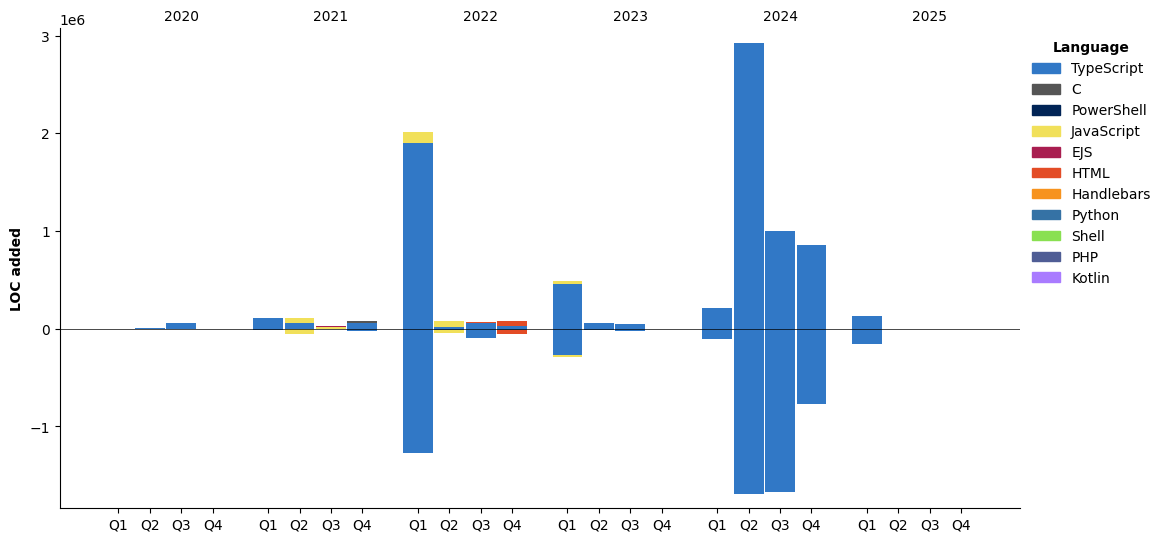 1e6
2020 2021 2022 2023 2024 2025
3
2
1
0
−1
LOC added
Q1 Q2 Q3 Q4 Q1 Q2 Q3 Q4 Q1 Q2 Q3 Q4 Q1 Q2 Q3 Q4 Q1 Q2 Q3 Q4 Q1 Q2 Q3 Q4
Language
TypeScript
C
PowerShell
JavaScript
EJS
HTML
Handlebars
Python
Shell
PHP
Kotlin